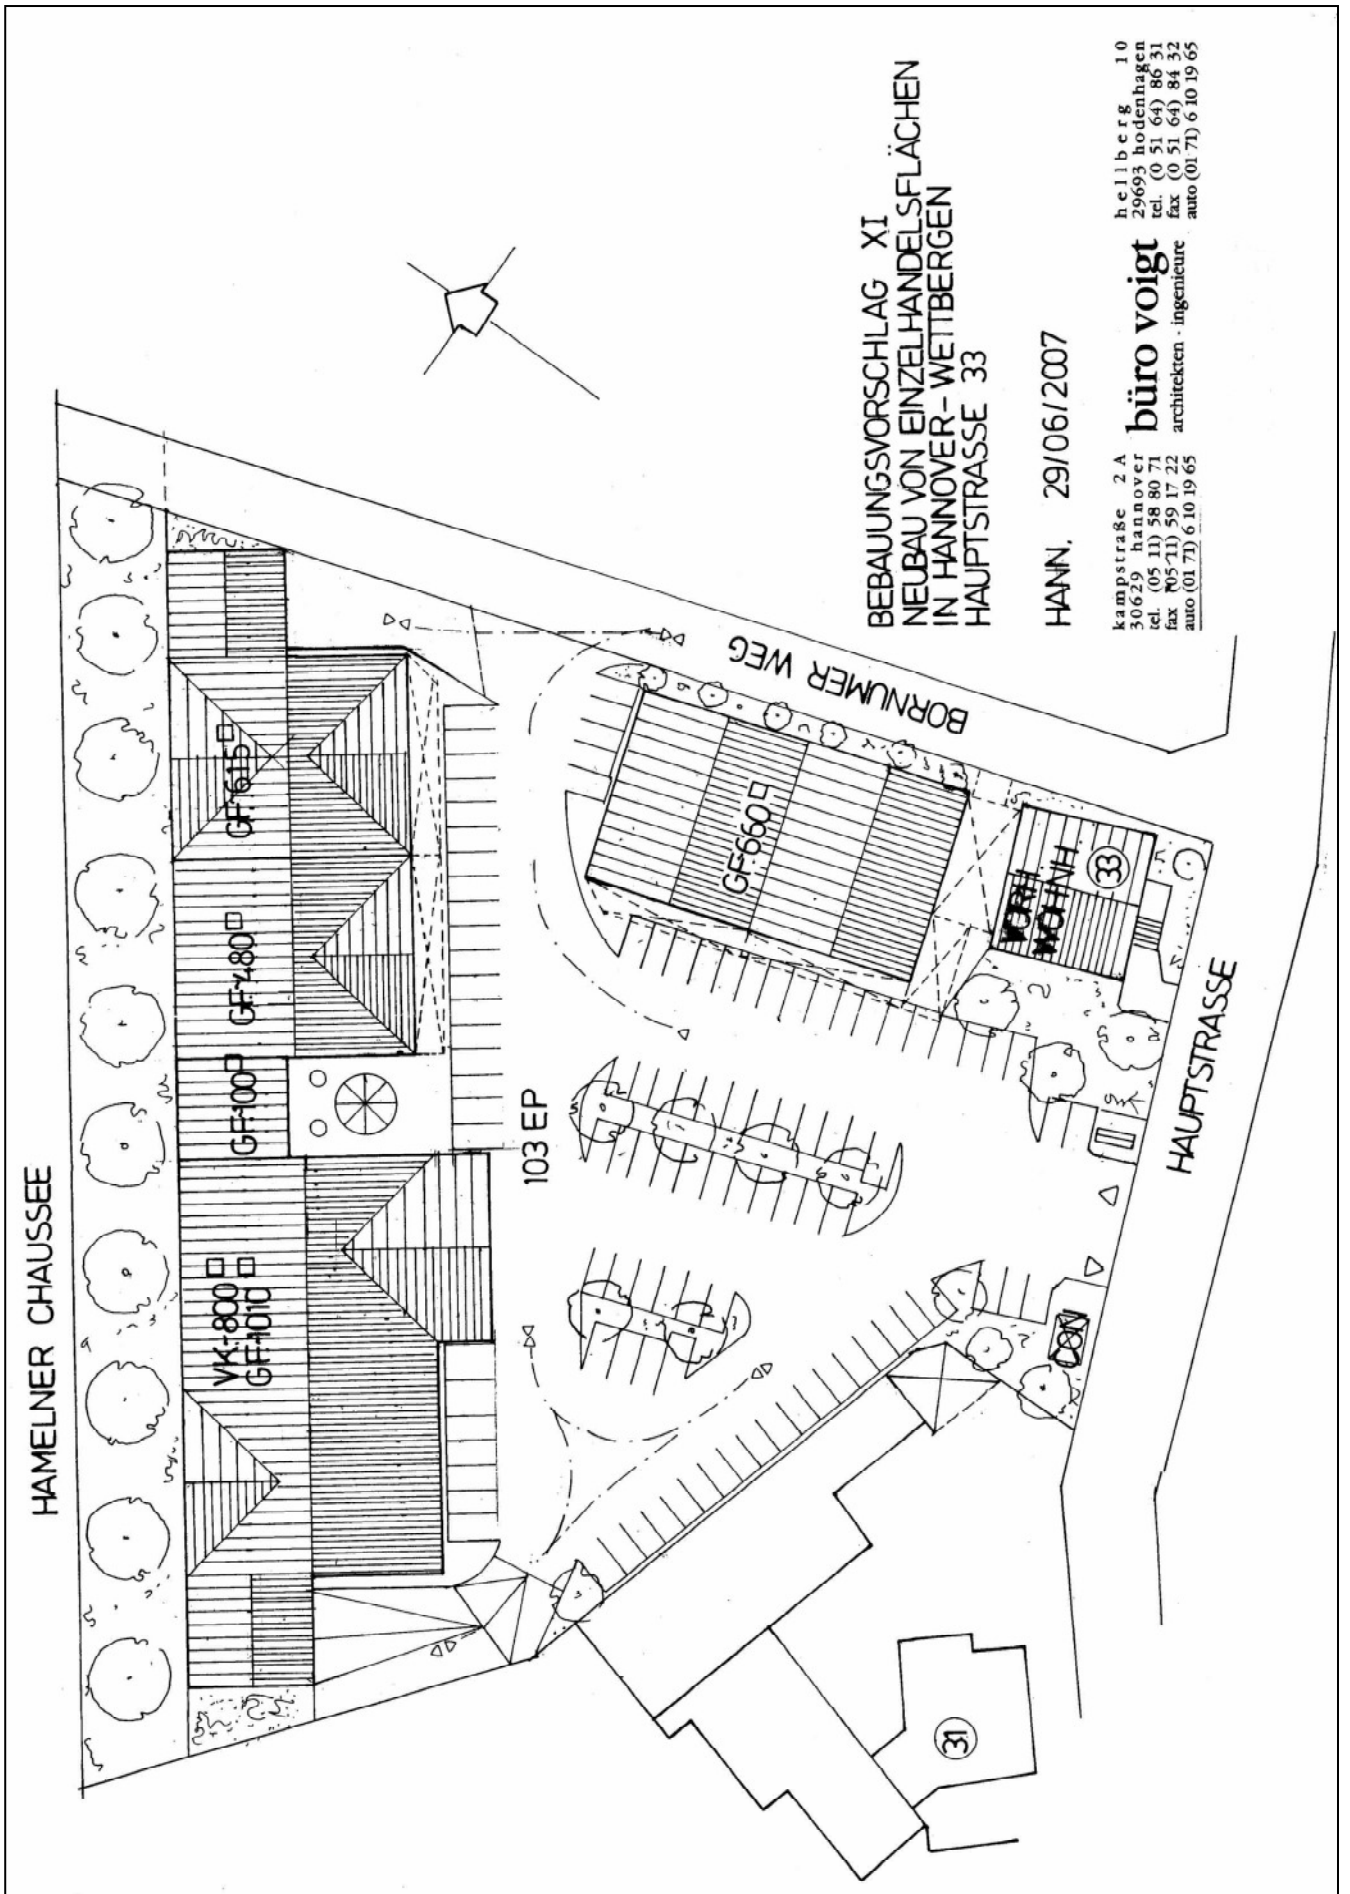 HAMELNER CHAUSSEE
VK-800□
GF-1010□
GF-100□
GF-480□
GF-615□
103 EP
GF-660□
BORNUMER WEG
VORH
WOHNH
33
HAUPTSTRASSE
CON
31
BEBAUUNGSVORSCHLAG XI
NEUBAU VON EINZELHANDELSFLÄCHEN
IN HANNOVER-WETTBERGEN
HAUPTSTRASSE 33
HANN, 29/06/2007
kampstraße 2 A
30629 hannover
tel. (05 11) 58 80 71
fax (05 11) 59 17 22
auto (01 71) 6 10 19 65
büro voigt
architekten · ingenieure
hellberg 10
29693 hodenhagen
tel. (0 51 64) 86 31
fax (0 51 64) 84 32
auto (01 71) 6 10 19 65